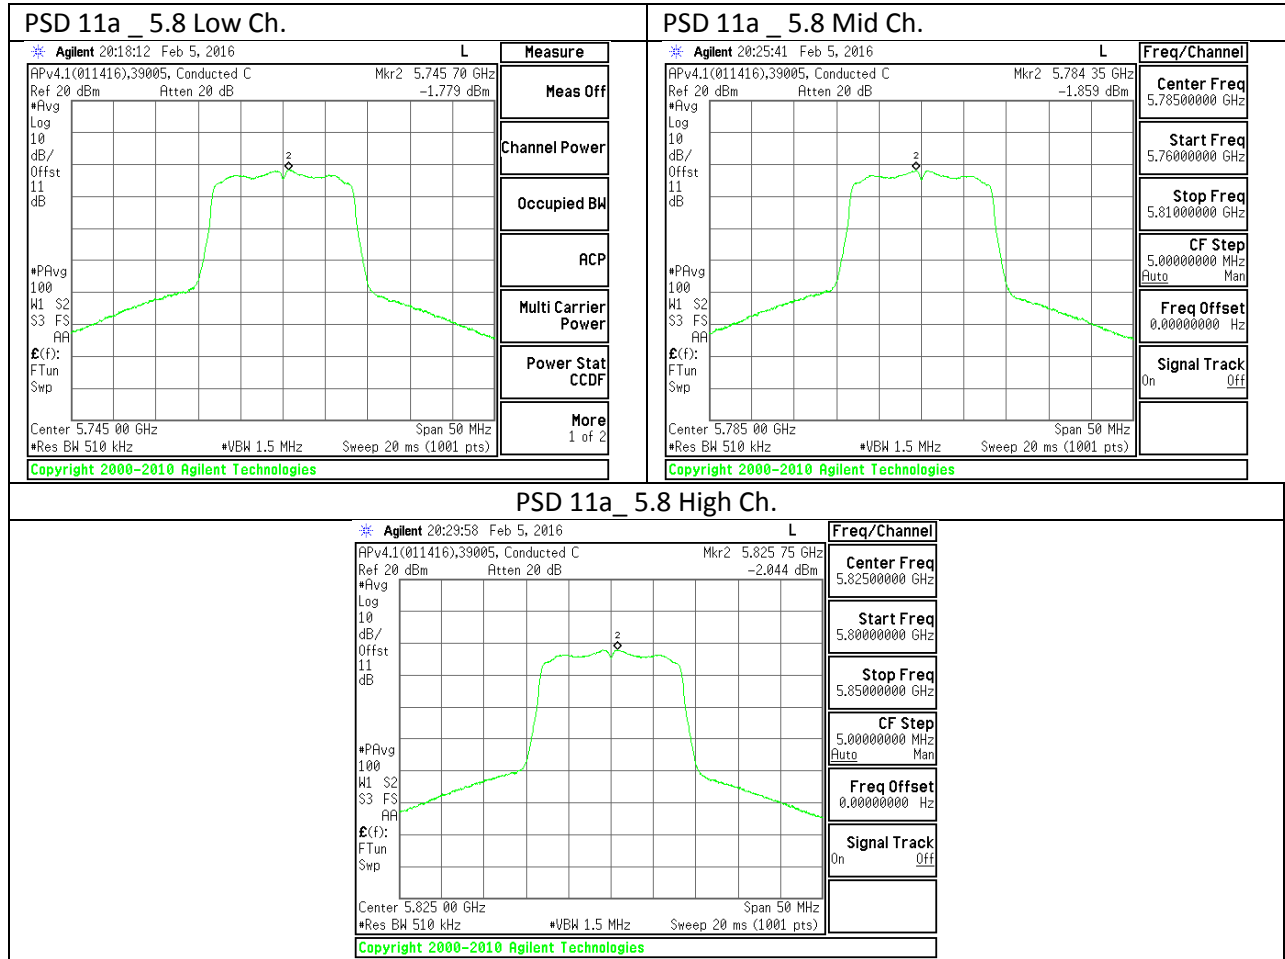 PSD 11a _ 5.8 Low Ch.
Agilent 20:18:12 Feb 5, 2016 L
Measure
APv4.1(011416),39005, Conducted C Mkr2 5.745 70 GHz
Ref 20 dBm Atten 20 dB -1.779 dBm
#Avg
Log
10
dB/
Offst
11
dB
#PAvg
100
W1 S2
S3 FS
AA
£(f):
FTun
Swp
2
Center 5.745 00 GHz Span 50 MHz
#Res BW 510 kHz #VBW 1.5 MHz Sweep 20 ms (1001 pts)
Copyright 2000-2010 Agilent Technologies
Meas Off
Channel Power
Occupied BW
ACP
Multi Carrier
Power
Power Stat
CCDF
More
1 of 2
PSD 11a _ 5.8 Mid Ch.
Agilent 20:25:41 Feb 5, 2016 L
Freq/Channel
APv4.1(011416),39005, Conducted C Mkr2 5.784 35 GHz
Ref 20 dBm Atten 20 dB -1.859 dBm
#Avg
Log
10
dB/
Offst
11
dB
#PAvg
100
W1 S2
S3 FS
AA
£(f):
FTun
Swp
2
Center 5.785 00 GHz Span 50 MHz
#Res BW 510 kHz #VBW 1.5 MHz Sweep 20 ms (1001 pts)
Copyright 2000-2010 Agilent Technologies
Center Freq
5.78500000 GHz
Start Freq
5.76000000 GHz
Stop Freq
5.81000000 GHz
CF Step
5.00000000 MHz
Auto Man
Freq Offset
0.00000000 Hz
Signal Track
On Off
PSD 11a_ 5.8 High Ch.
Agilent 20:29:58 Feb 5, 2016 L
Freq/Channel
APv4.1(011416),39005, Conducted C Mkr2 5.825 75 GHz
Ref 20 dBm Atten 20 dB -2.044 dBm
#Avg
Log
10
dB/
Offst
11
dB
#PAvg
100
W1 S2
S3 FS
AA
£(f):
FTun
Swp
2
Center 5.825 00 GHz Span 50 MHz
#Res BW 510 kHz #VBW 1.5 MHz Sweep 20 ms (1001 pts)
Copyright 2000-2010 Agilent Technologies
Center Freq
5.82500000 GHz
Start Freq
5.80000000 GHz
Stop Freq
5.85000000 GHz
CF Step
5.00000000 MHz
Auto Man
Freq Offset
0.00000000 Hz
Signal Track
On Off